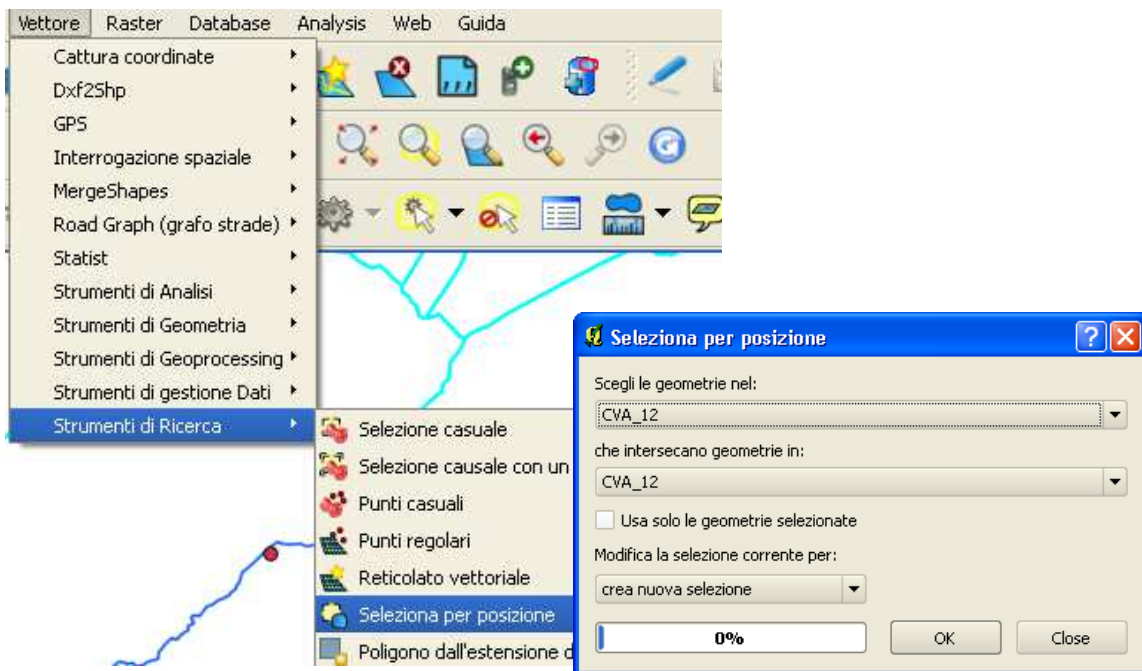 Vettore Raster Database Analysis Web Guida
Cattura coordinate
Dxf2Shp
GPS
Interrogazione spaziale
MergeShapes
Road Graph (grafo strade)
Statist
Strumenti di Analisi
Strumenti di Geometria
Strumenti di Geoprocessing
Strumenti di gestione Dati
Strumenti di Ricerca
Selezione casuale
Selezione causale con un
Punti casuali
Punti regolari
Reticolato vettoriale
Seleziona per posizione
Poligono dall'estensione d
Seleziona per posizione
Scegli le geometrie nel:
CVA_12
che intersecano geometrie in:
CVA_12
Usa solo le geometrie selezionate
Modifica la selezione corrente per:
crea nuova selezione
0% OK Close